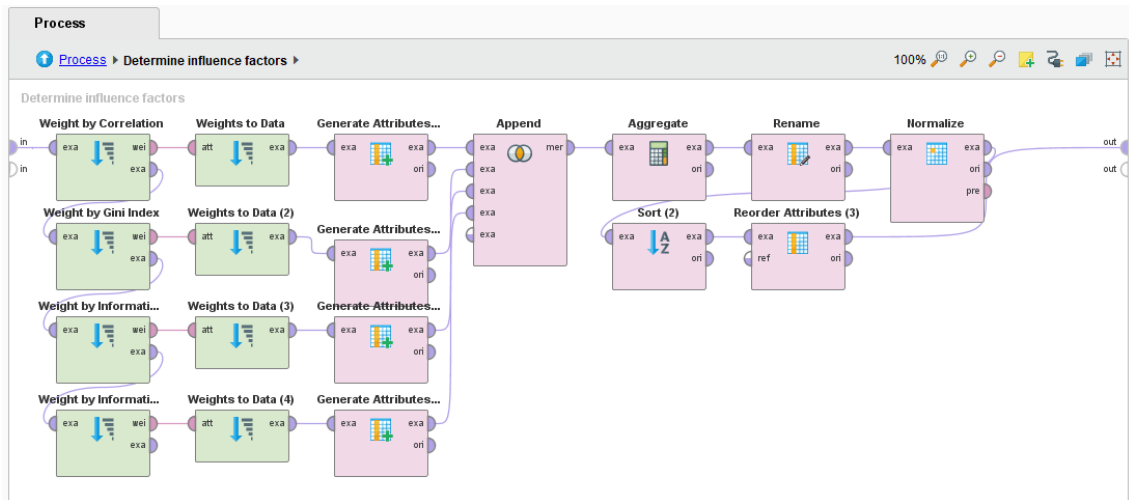 Process
Process ▸ Determine influence factors ▸
100%
Determine influence factors
Weight by Correlation Weights to Data Generate Attributes... Append Aggregate Rename Normalize
in exa wei att exa exa exa exa mer exa exa exa exa exa exa out
in exa ori exa ori ori ori out
exa pre
Weight by Gini Index Weights to Data (2) Generate Attributes... exa Sort (2) Reorder Attributes (3)
exa wei att exa exa exa exa exa exa exa exa
exa ori ori ref ori
Weight by Informati... Weights to Data (3) Generate Attributes...
exa wei att exa exa exa
exa ori
Weight by Informati... Weights to Data (4) Generate Attributes...
exa wei att exa exa exa
exa ori